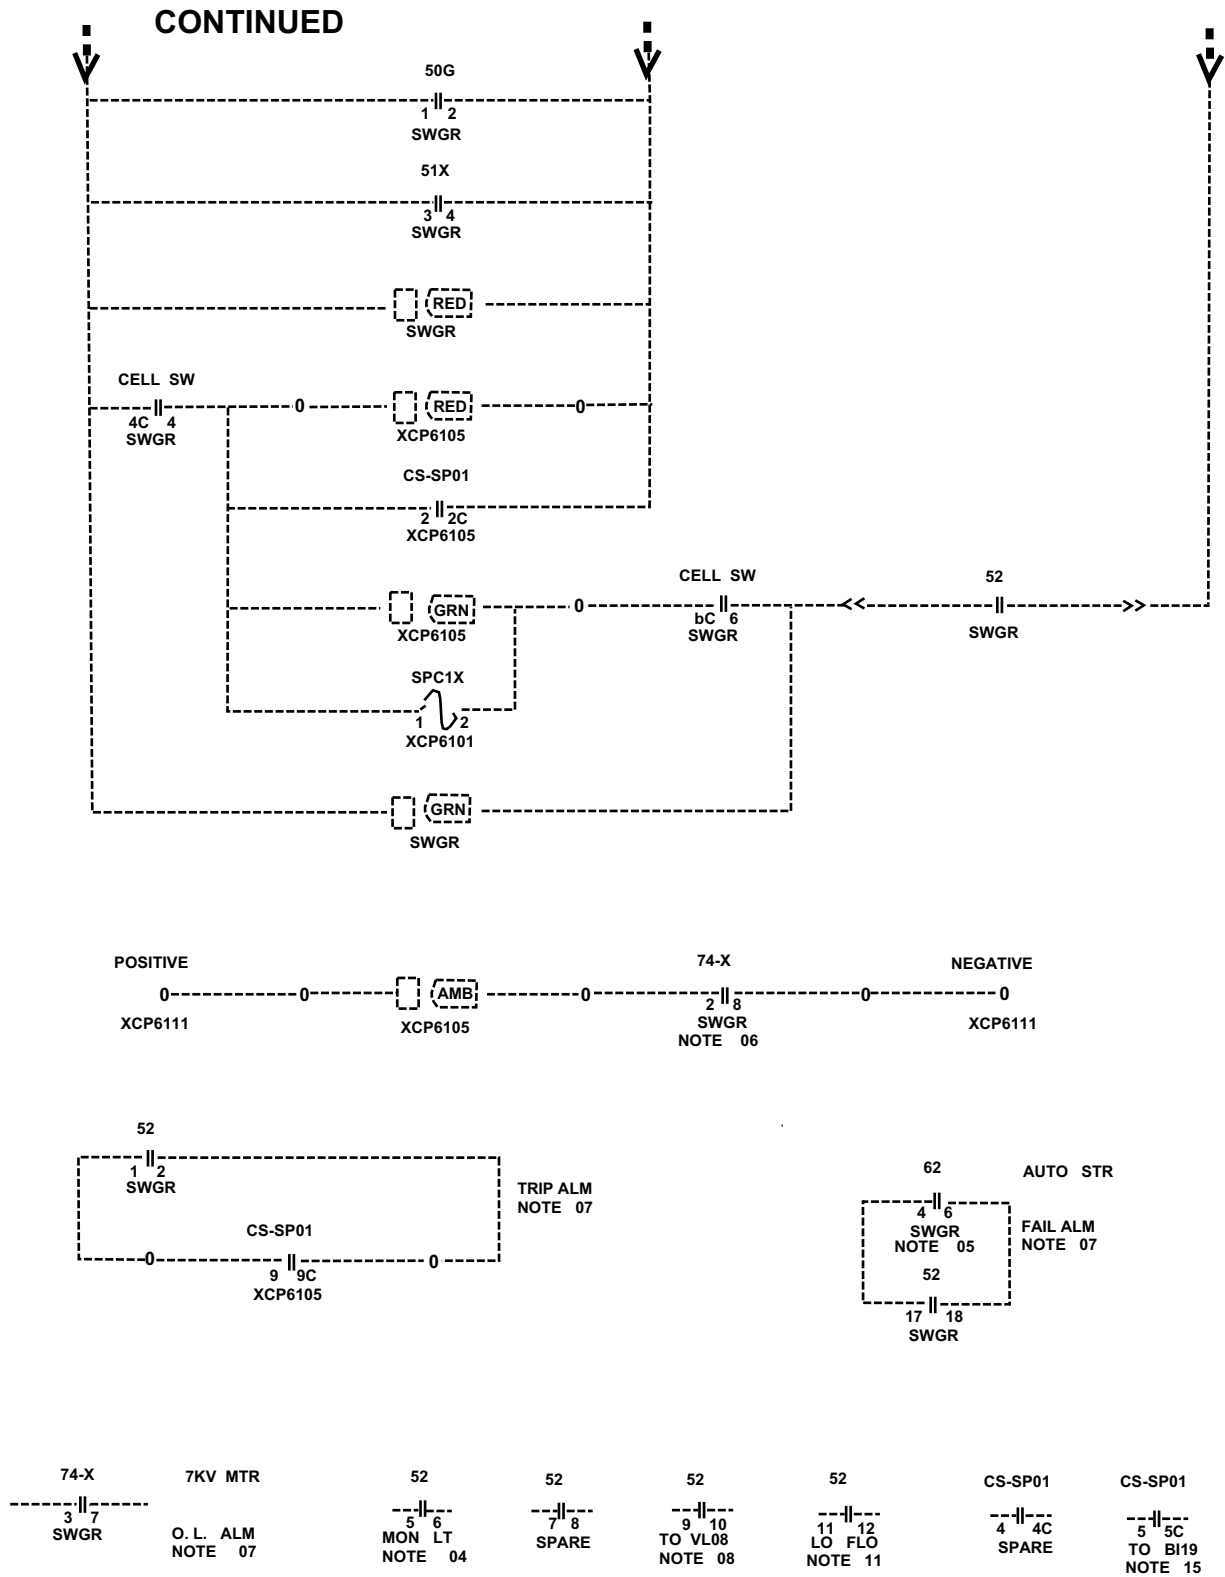 CONTINUED
50G
1 2
SWGR
51X
3 4
SWGR
RED
SWGR
CELL SW
4C 4
SWGR
0
RED
0
XCP6105
CS-SP01
2 2C
XCP6105
GRN
XCP6105
0
CELL SW
bC 6
SWGR
52
SWGR
SPC1X
1 2
XCP6101
GRN
SWGR
POSITIVE
0
XCP6111
0
AMB
XCP6105
0
74-X
2 8
SWGR
NOTE 06
0
NEGATIVE
0
XCP6111
52
1 2
SWGR
TRIP ALM
NOTE 07
CS-SP01
0
9 9C
0
XCP6105
62
AUTO STR
4 6
SWGR
NOTE 05
FAIL ALM
NOTE 07
52
17 18
SWGR
74-X
3 7
SWGR
7KV MTR
O. L. ALM
NOTE 07
52
5 6
MON LT
NOTE 04
52
7 8
SPARE
52
9 10
TO VL08
NOTE 08
52
11 12
LO FLO
NOTE 11
CS-SP01
4 4C
SPARE
CS-SP01
5 5C
TO BI19
NOTE 15